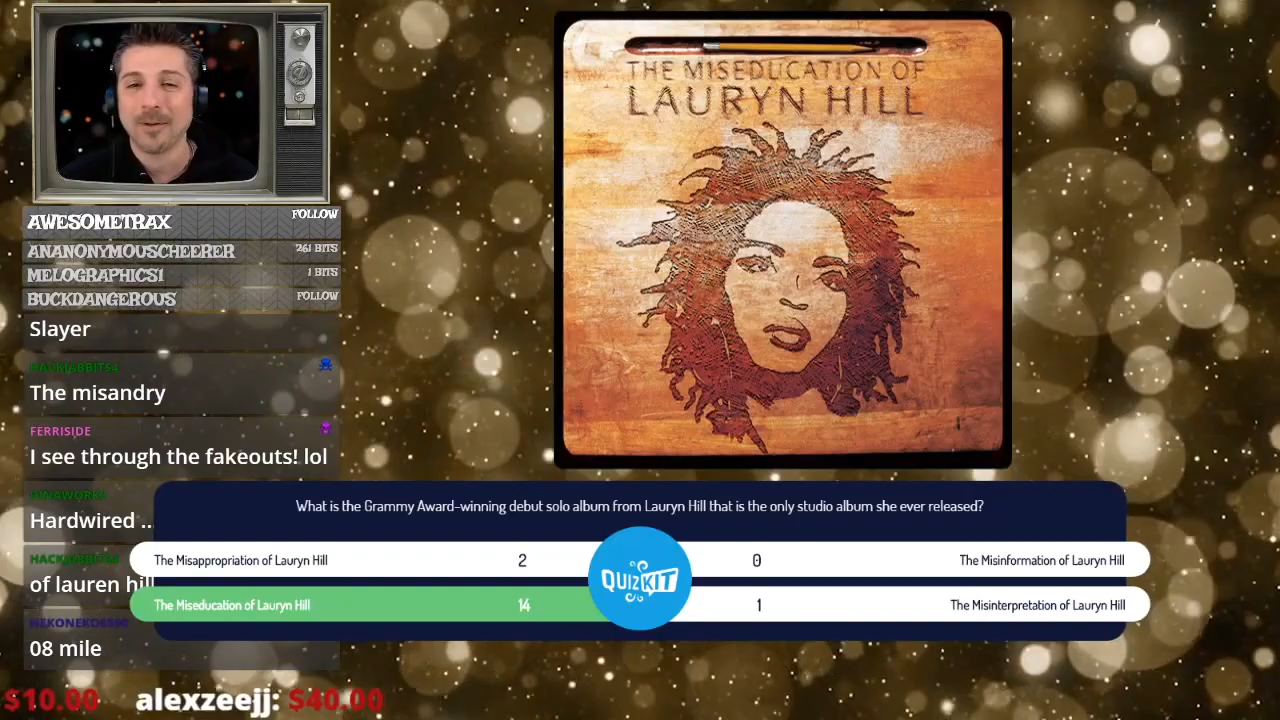 THE MISEDUCATION OF
LAURYN HILL
AWESOMETRAX FOLLOW
ANANONYMOUSCHEERER 261 BITS
MELOGRAPHICS1 1 BITS
BUCKDANGEROUS FOLLOW
Slayer
The misandry
FERRISIDE
I see through the fakeouts! lol
Hardwired ..
of lauren hill
08 mile
What is the Grammy Award-winning debut solo album from Lauryn Hill that is the only studio album she ever released?
The Misappropriation of Lauryn Hill 2
0 The Misinformation of Lauryn Hill
QUIZKIT
The Miseducation of Lauryn Hill 14
1 The Misinterpretation of Lauryn Hill
$10.00 alexzeejj: $40.00